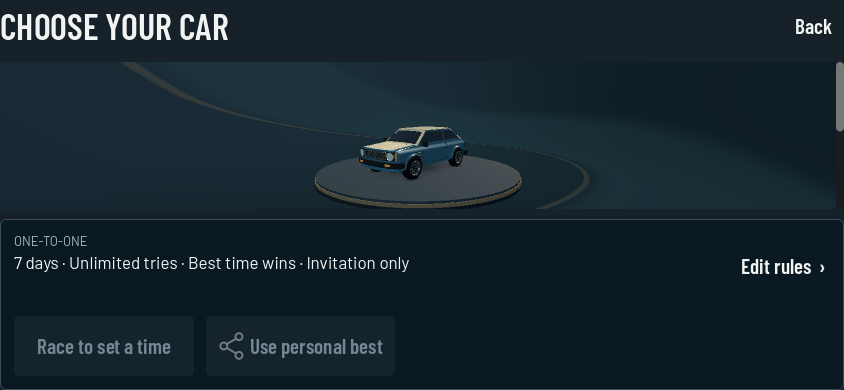 CHOOSE YOUR CAR
Back
ONE-TO-ONE
7 days · Unlimited tries · Best time wins · Invitation only
Edit rules ›
Race to set a time
Use personal best